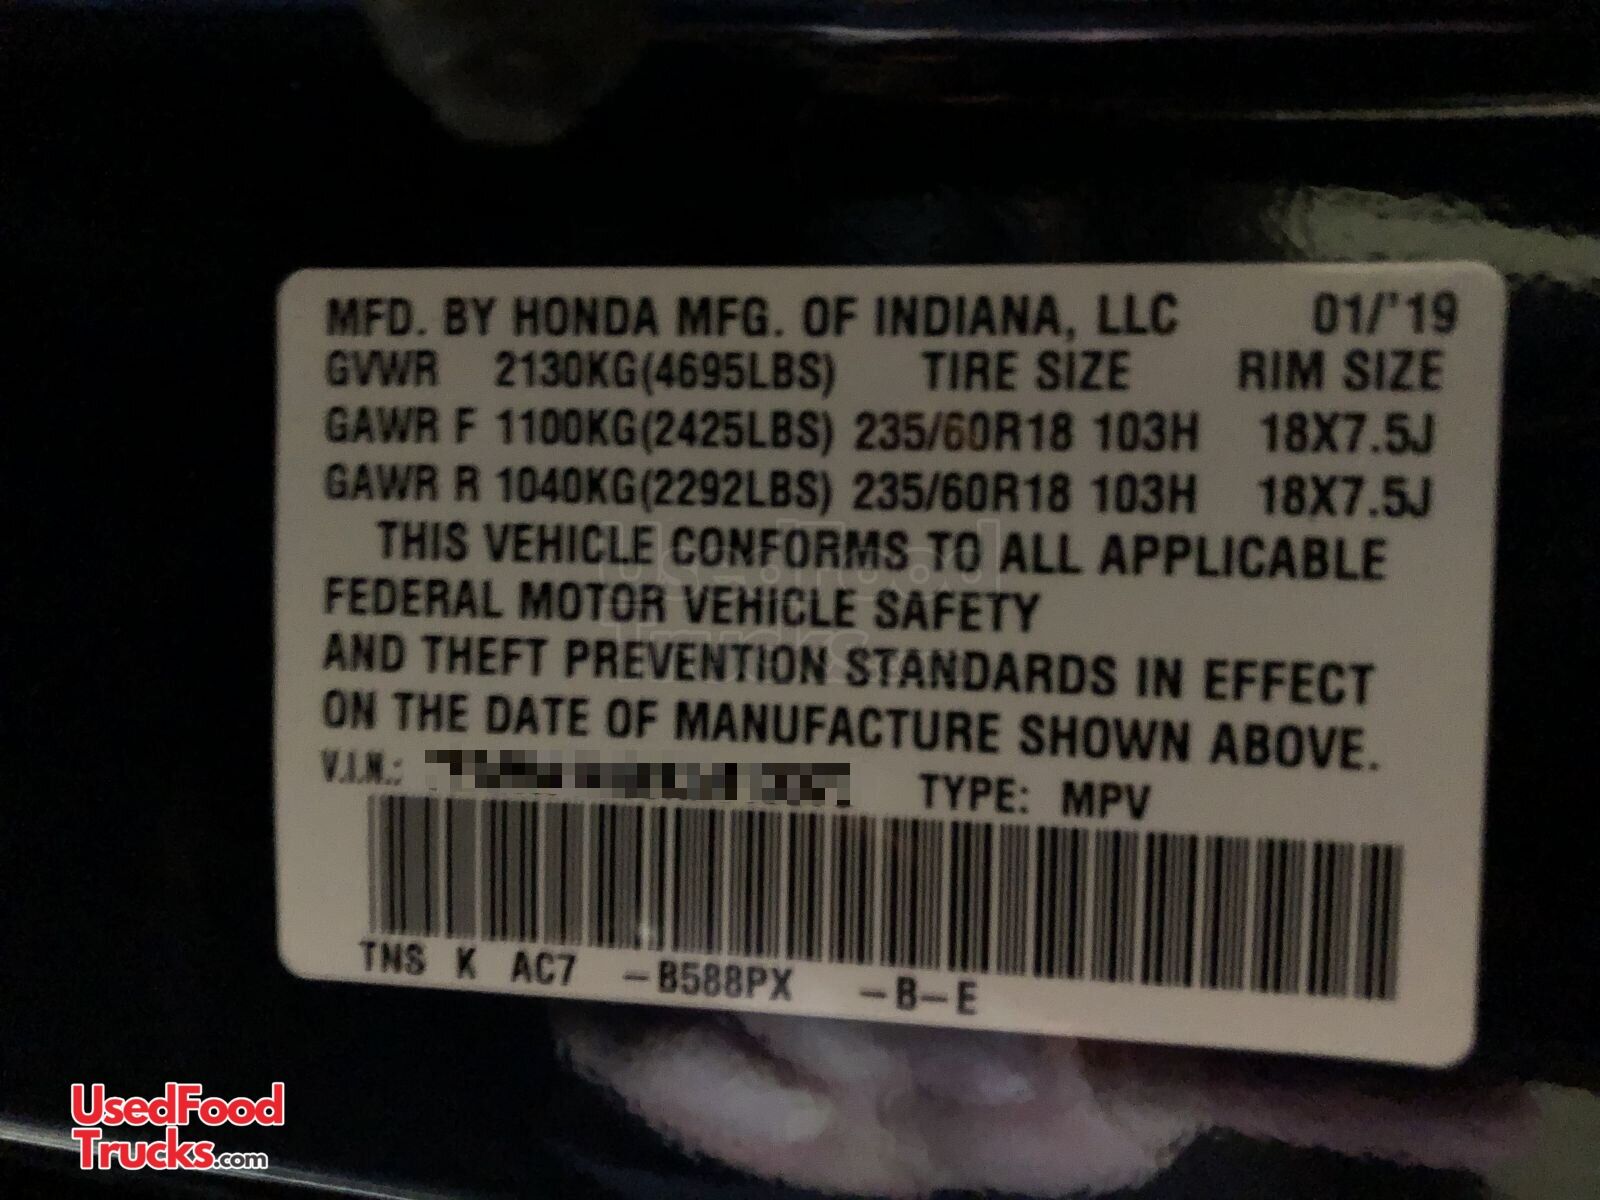 MFD. BY HONDA MFG. OF INDIANA, LLC 01/'19
GVWR 2130KG(4695LBS) TIRE SIZE RIM SIZE
GAWR F 1100KG(2425LBS) 235/60R18 103H 18X7.5J
GAWR R 1040KG(2292LBS) 235/60R18 103H 18X7.5J
THIS VEHICLE CONFORMS TO ALL APPLICABLE
FEDERAL MOTOR VEHICLE SAFETY
AND THEFT PREVENTION STANDARDS IN EFFECT
ON THE DATE OF MANUFACTURE SHOWN ABOVE.
V.I.N.: TYPE: MPV
TNS K AC7 -B588PX -B-E
UsedFood
Trucks.com
UsedFood
Trucks.com